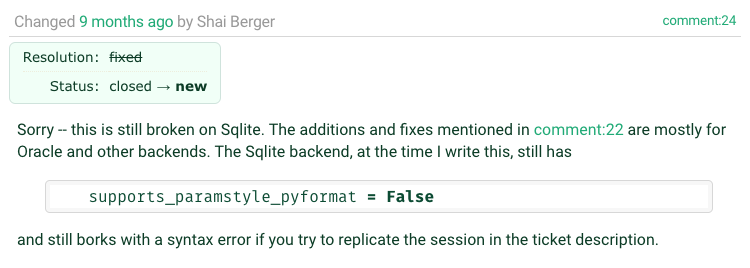 Changed 9 months ago by Shai Berger comment:24
Resolution: fixed
Status: closed → new
Sorry -- this is still broken on Sqlite. The additions and fixes mentioned in comment:22 are mostly for
Oracle and other backends. The Sqlite backend, at the time I write this, still has
supports_paramstyle_pyformat = False
and still borks with a syntax error if you try to replicate the session in the ticket description.